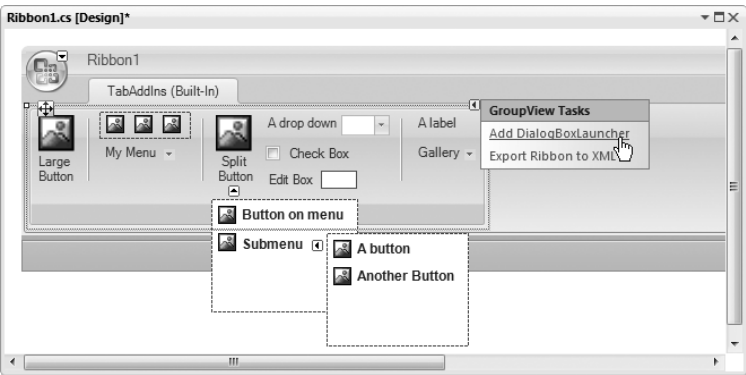 Ribbon1.cs [Design]*
Ribbon1
TabAddIns (Built-In)
GroupView Tasks
Add DialogBoxLauncher
Export Ribbon to XML
Large
Button
My Menu
Split
Button
A drop down
Check Box
Edit Box
A label
Gallery
Button on menu
Submenu
A button
Another Button